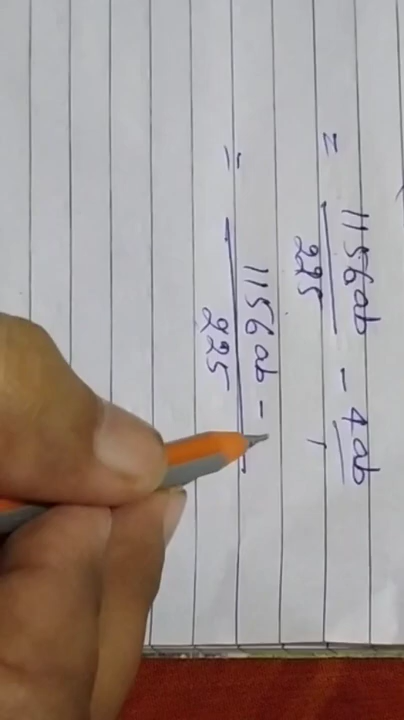 = 1156ab/225 - 4ab/1
= 1156ab -/225